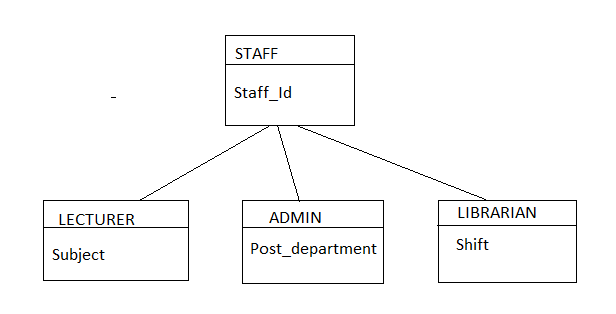 STAFF
Staff_Id
LECTURER
Subject
ADMIN
Post_department
LIBRARIAN
Shift